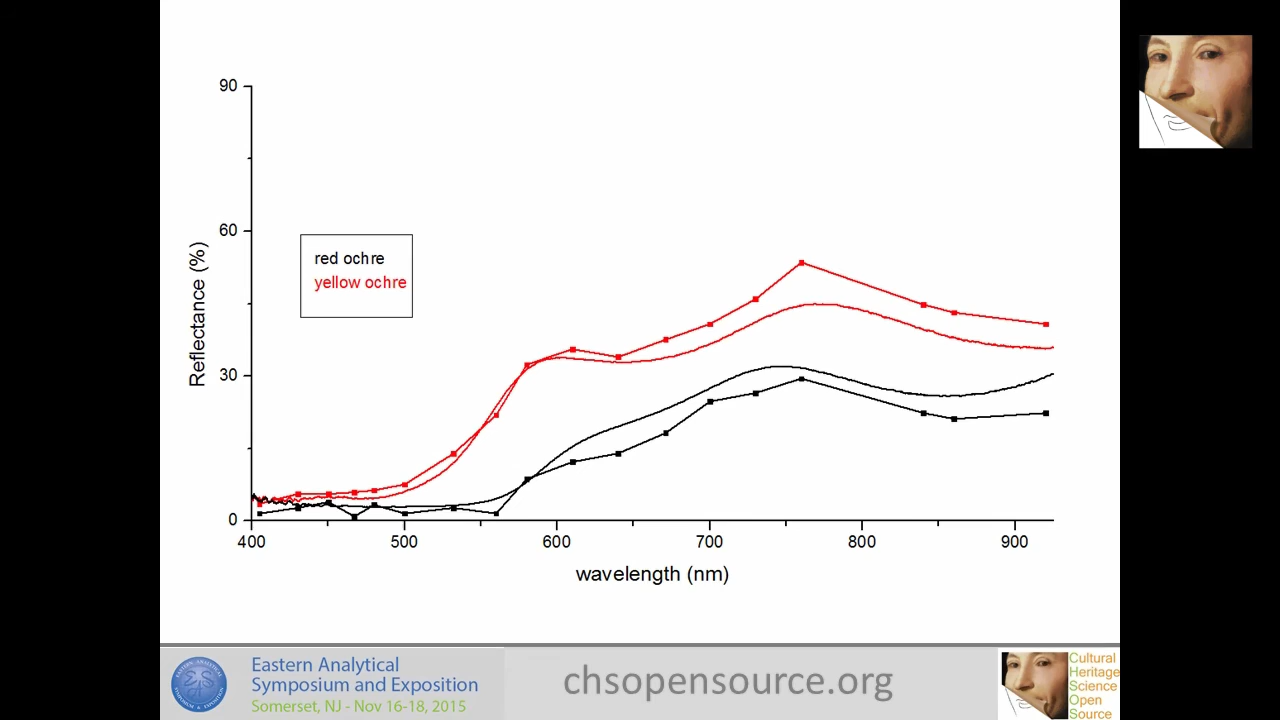 90
60
30
0
Reflectance (%)
red ochre
yellow ochre
400 500 600 700 800 900
wavelength (nm)
Eastern Analytical
Symposium and Exposition
Somerset, NJ - Nov 16-18, 2015
chsopensource.org
Cultural
Heritage
Science
Open
Source